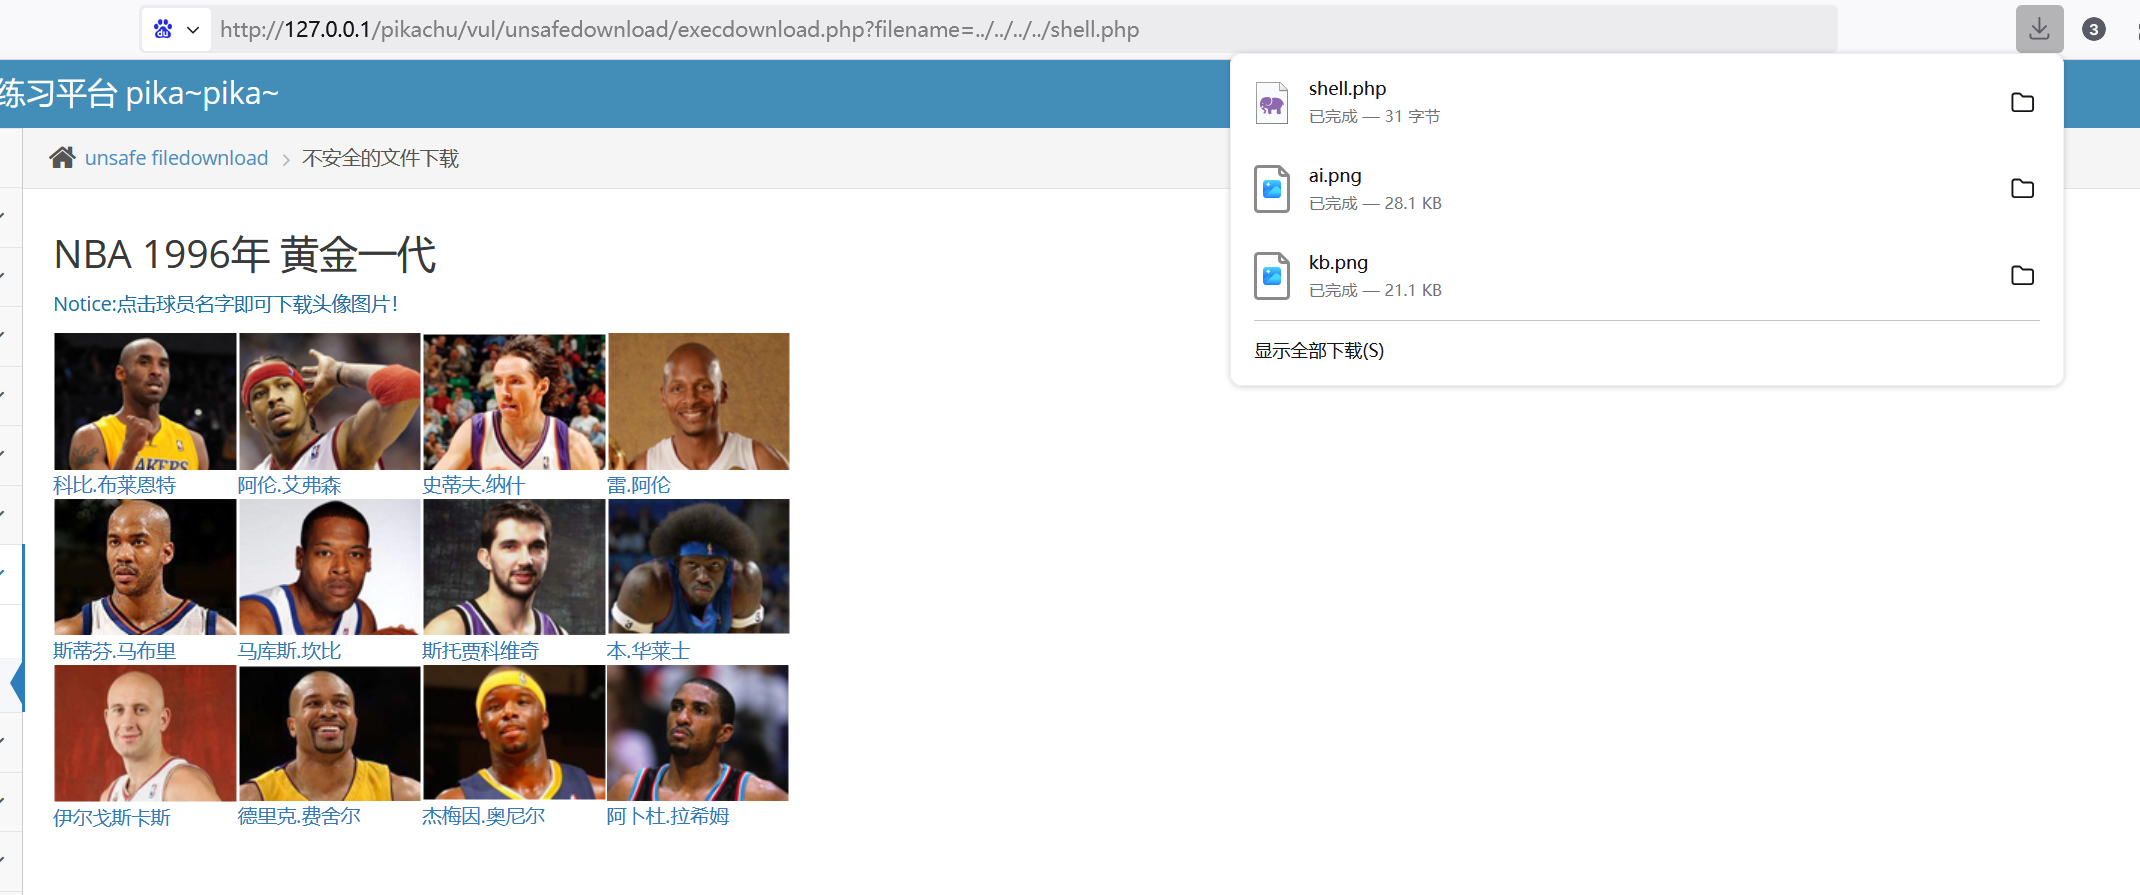 http://127.0.0.1/pikachu/vul/unsafedownload/execdownload.php?filename=../../../../shell.php
3
练习平台 pika~pika~
shell.php
已完成 — 31 字节
ai.png
已完成 — 28.1 KB
kb.png
已完成 — 21.1 KB
显示全部下载(S)
unsafe filedownload > 不安全的文件下载
NBA 1996年 黄金一代
Notice:点击球员名字即可下载头像图片！
科比.布莱恩特 阿伦.艾弗森 史蒂夫.纳什 雷.阿伦
斯蒂芬.马布里 马库斯.坎比 斯托贾科维奇 本.华莱士
伊尔戈斯卡斯 德里克.费舍尔 杰梅因.奥尼尔 阿卜杜.拉希姆